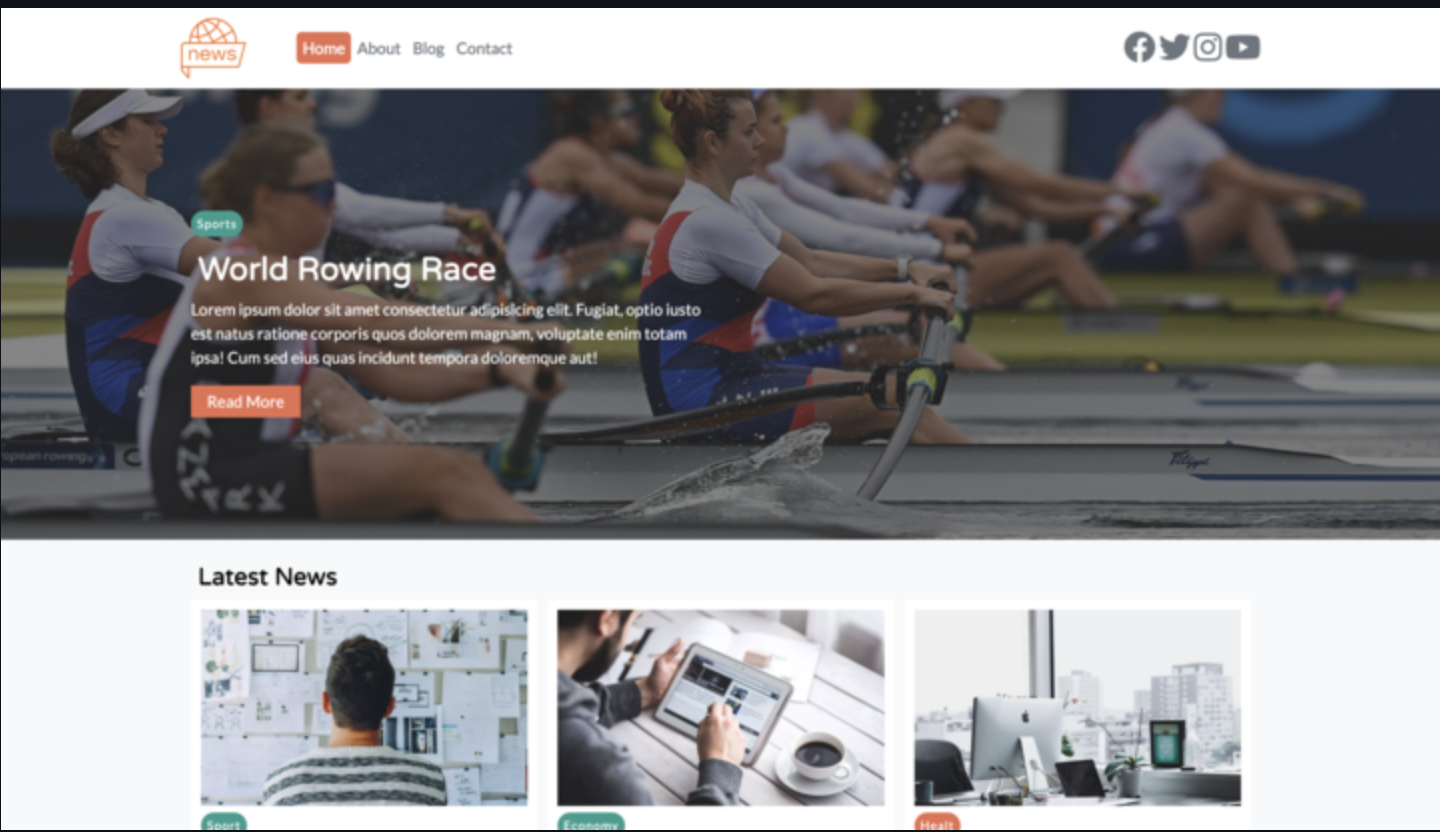 news
Home About Blog Contact
Sports
World Rowing Race
Lorem ipsum dolor sit amet consectetur adipisicing elit. Fugiat, optio iusto
est natus ratione corporis quos dolorem magnam, voluptate enim totam
ipsa! Cum sed eius quas incidunt tempora doloremque aut!
Read More
Filippi
Latest News
Sport
Economy
Healt